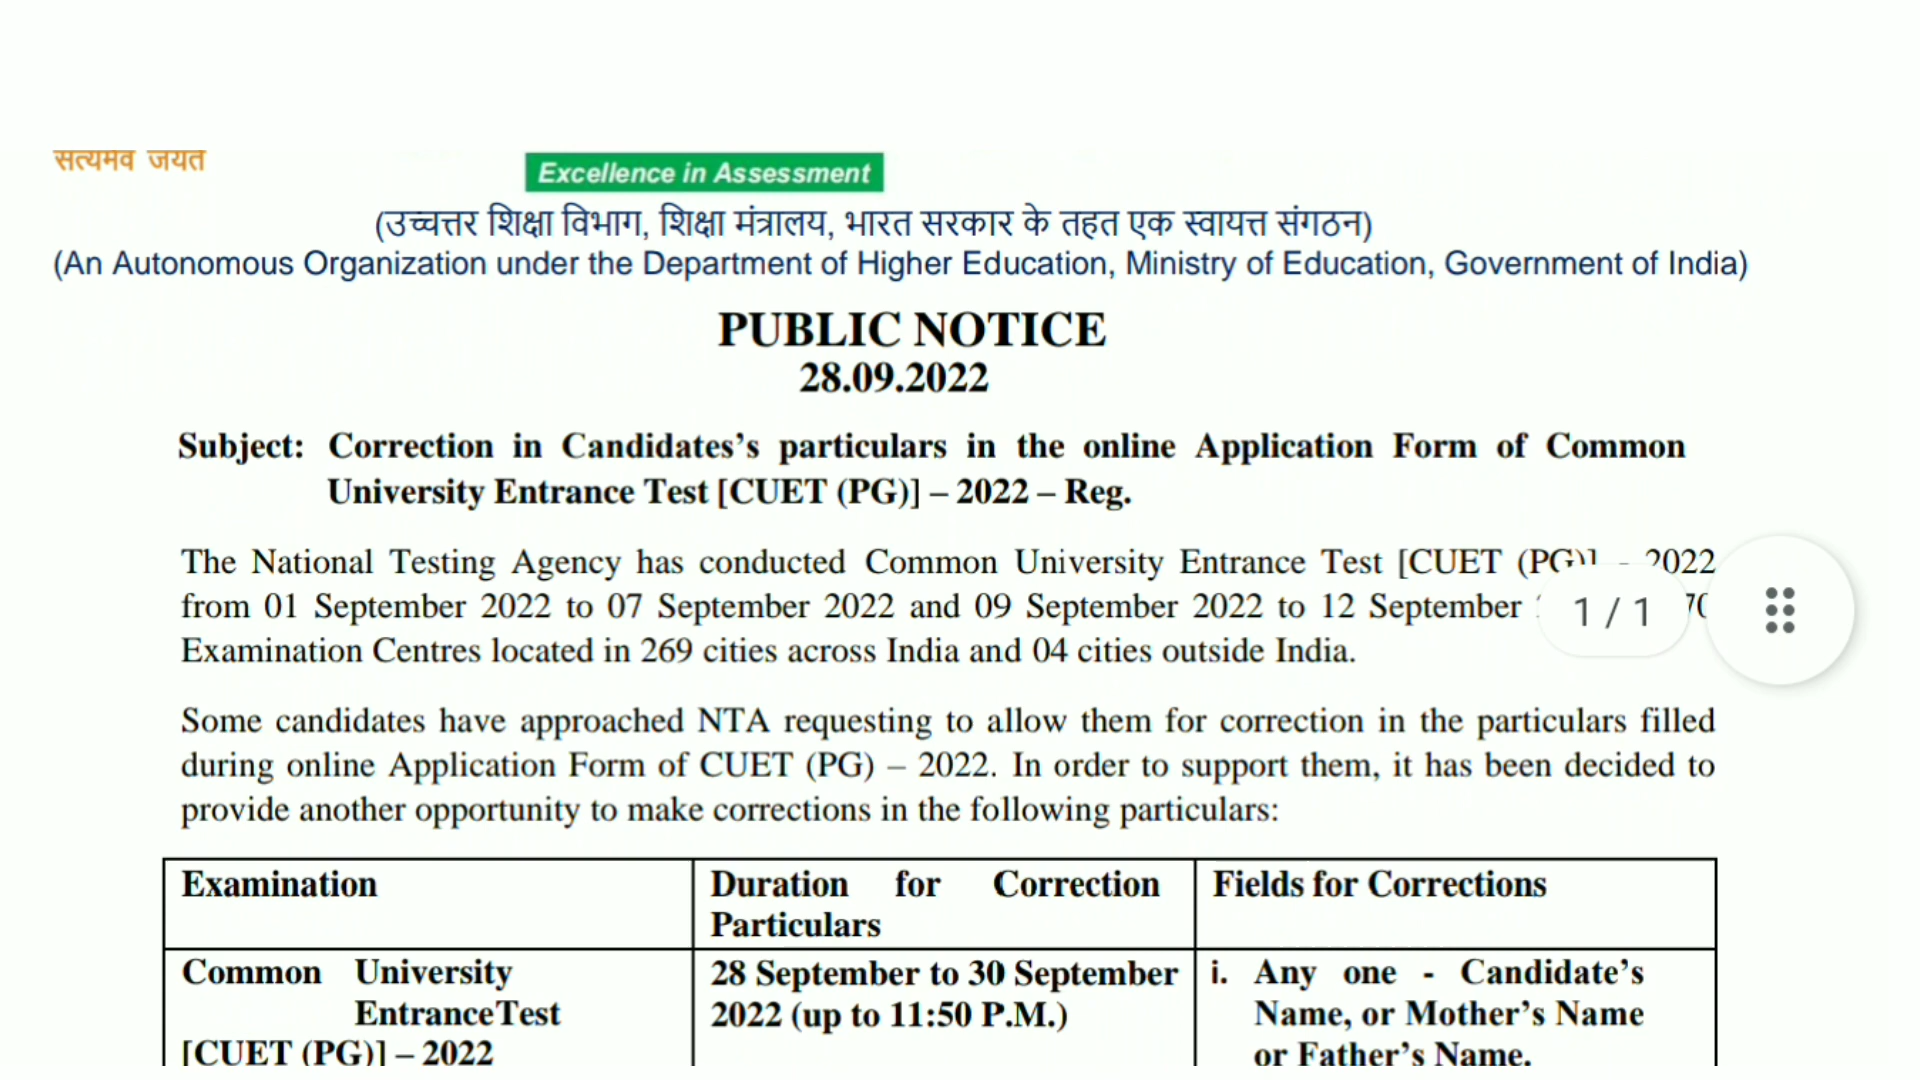 सत्यमेव जयते
Excellence in Assessment
(उच्चत्तर शिक्षा विभाग, शिक्षा मंत्रालय, भारत सरकार के तहत एक स्वायत्त संगठन)
(An Autonomous Organization under the Department of Higher Education, Ministry of Education, Government of India)
PUBLIC NOTICE
28.09.2022
Subject: Correction in Candidates’s particulars in the online Application Form of Common
University Entrance Test [CUET (PG)] – 2022 – Reg.
The National Testing Agency has conducted Common University Entrance Test [CUET (PG)] - 2022
from 01 September 2022 to 07 September 2022 and 09 September 2022 to 12 September
1 / 1
Examination Centres located in 269 cities across India and 04 cities outside India.
Some candidates have approached NTA requesting to allow them for correction in the particulars filled
during online Application Form of CUET (PG) – 2022. In order to support them, it has been decided to
provide another opportunity to make corrections in the following particulars:
Examination
Duration for Correction
Particulars
Fields for Corrections
Common University
EntranceTest
[CUET (PG)] – 2022
28 September to 30 September
2022 (up to 11:50 P.M.)
i. Any one - Candidate’s
Name, or Mother’s Name
or Father’s Name.